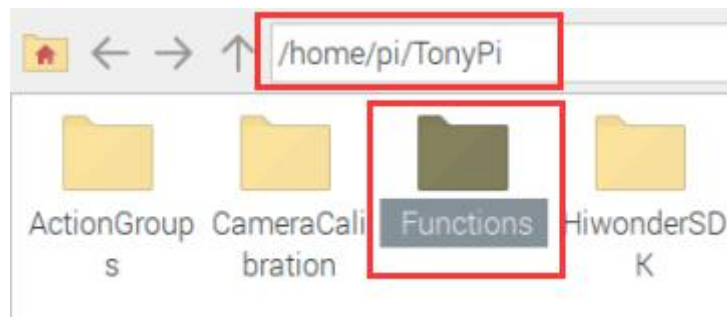 /home/pi/TonyPi
ActionGroup CameraCali Functions HiwonderSD
s bration K